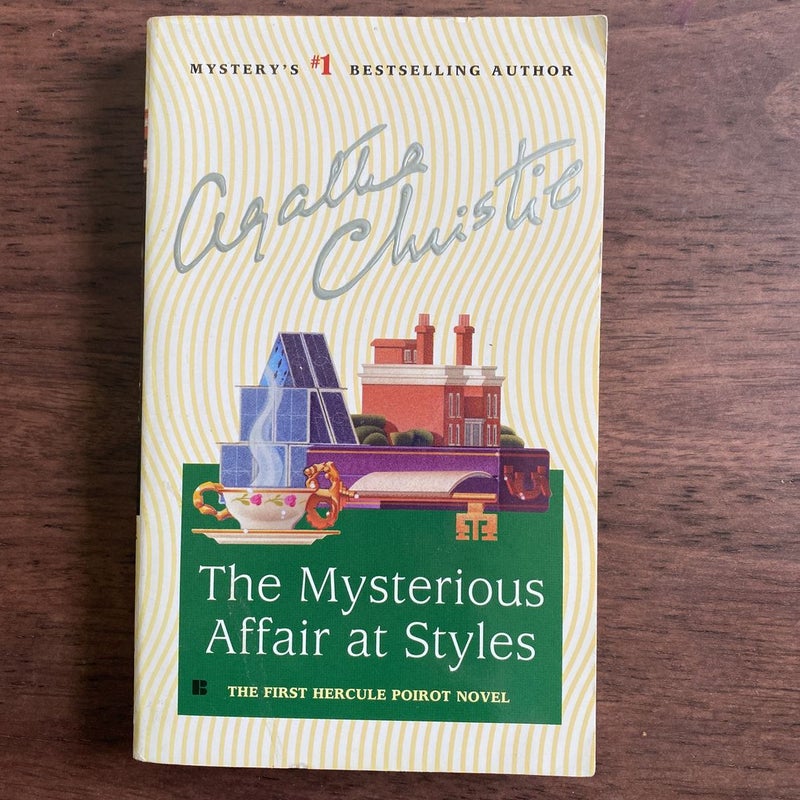 MYSTERY'S #1 BESTSELLING AUTHOR
Agatha
Christie
The Mysterious
Affair at Styles
B THE FIRST HERCULE POIROT NOVEL